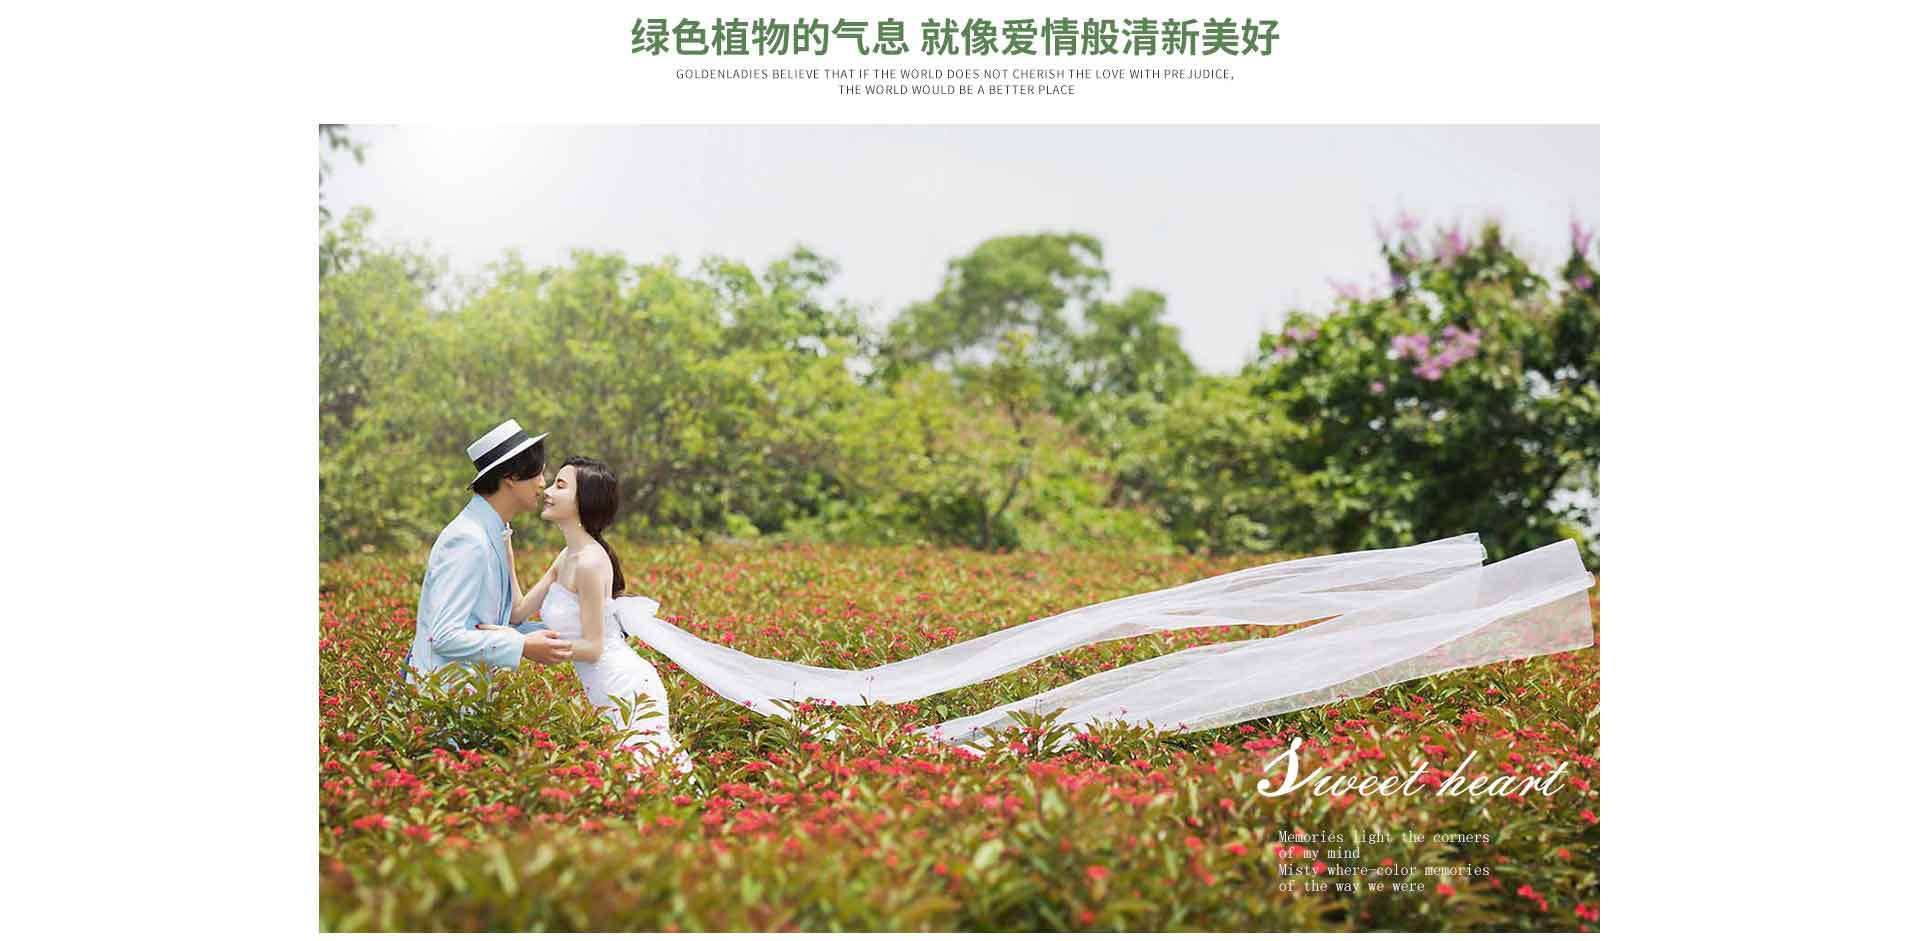 绿色植物的气息 就像爱情般清新美好
GOLDENLADIES BELIEVE THAT IF THE WORLD DOES NOT CHERISH THE LOVE WITH PREJUDICE,
THE WORLD WOULD BE A BETTER PLACE
Sweet heart
Memories light the corners
of my mind
Misty where-color memories
of the way we were